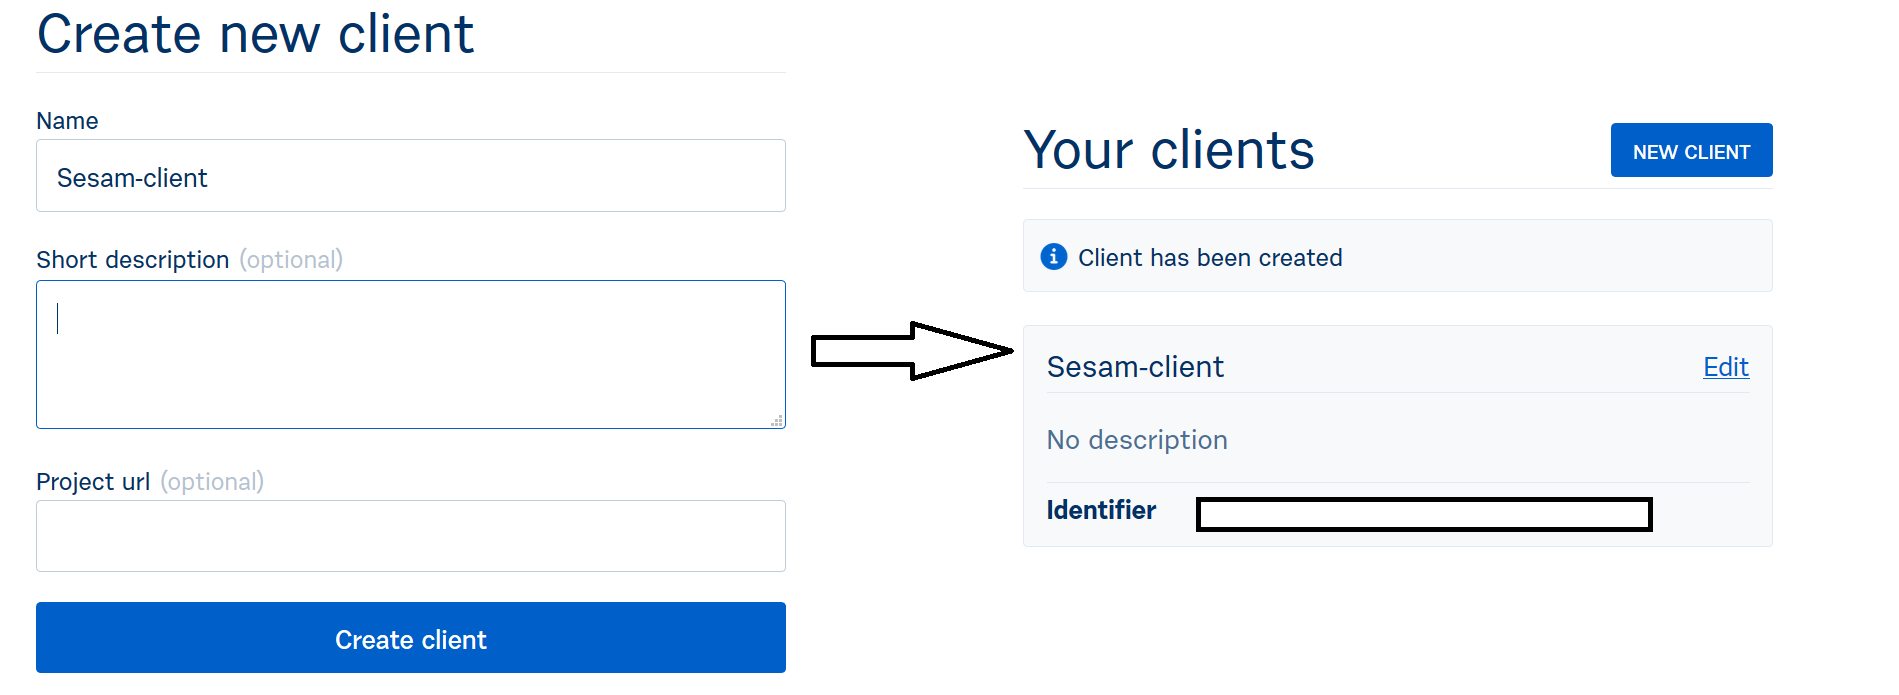 Create new client
Name
Sesam-client
Short description (optional)
Project url (optional)
Create client
Your clients
NEW CLIENT
Client has been created
Sesam-client
Edit
No description
Identifier